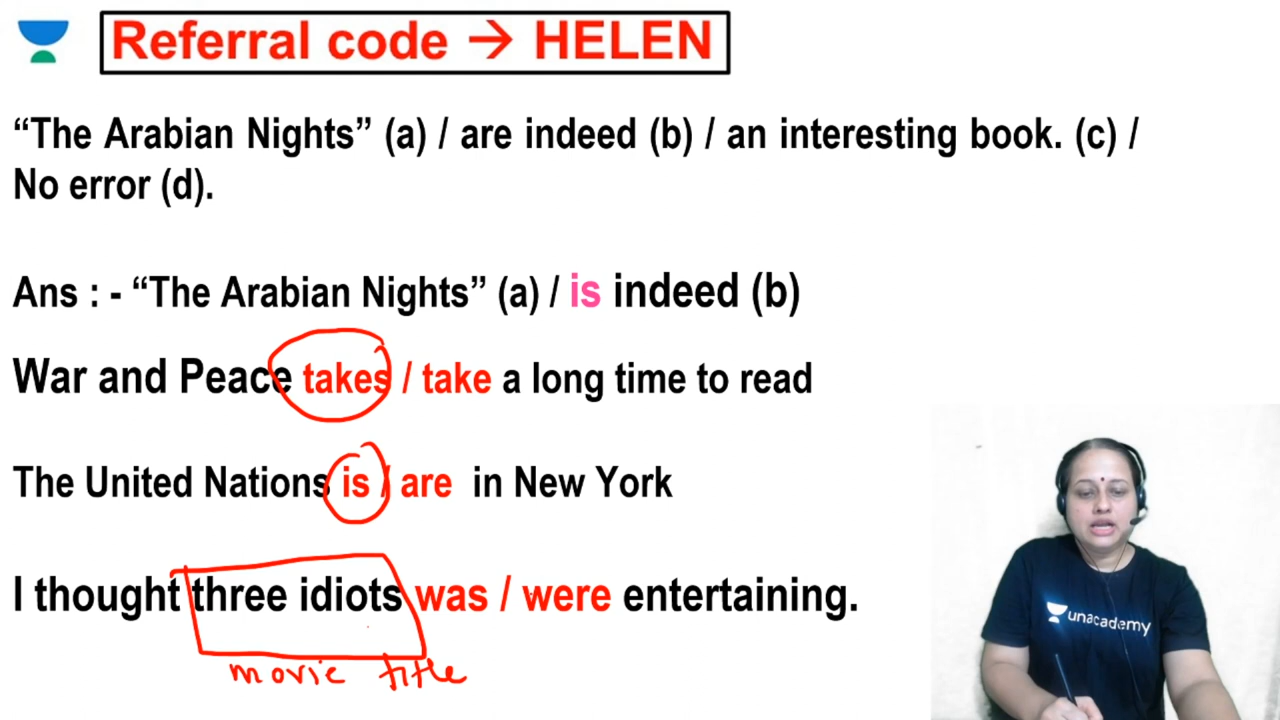 Referral code → HELEN
“The Arabian Nights” (a) / are indeed (b) / an interesting book. (c) /
No error (d).
Ans : - “The Arabian Nights” (a) / is indeed (b)
War and Peace takes / take a long time to read
The United Nations is / are in New York
I thought three idiots was / were entertaining.
movie title
unacademy